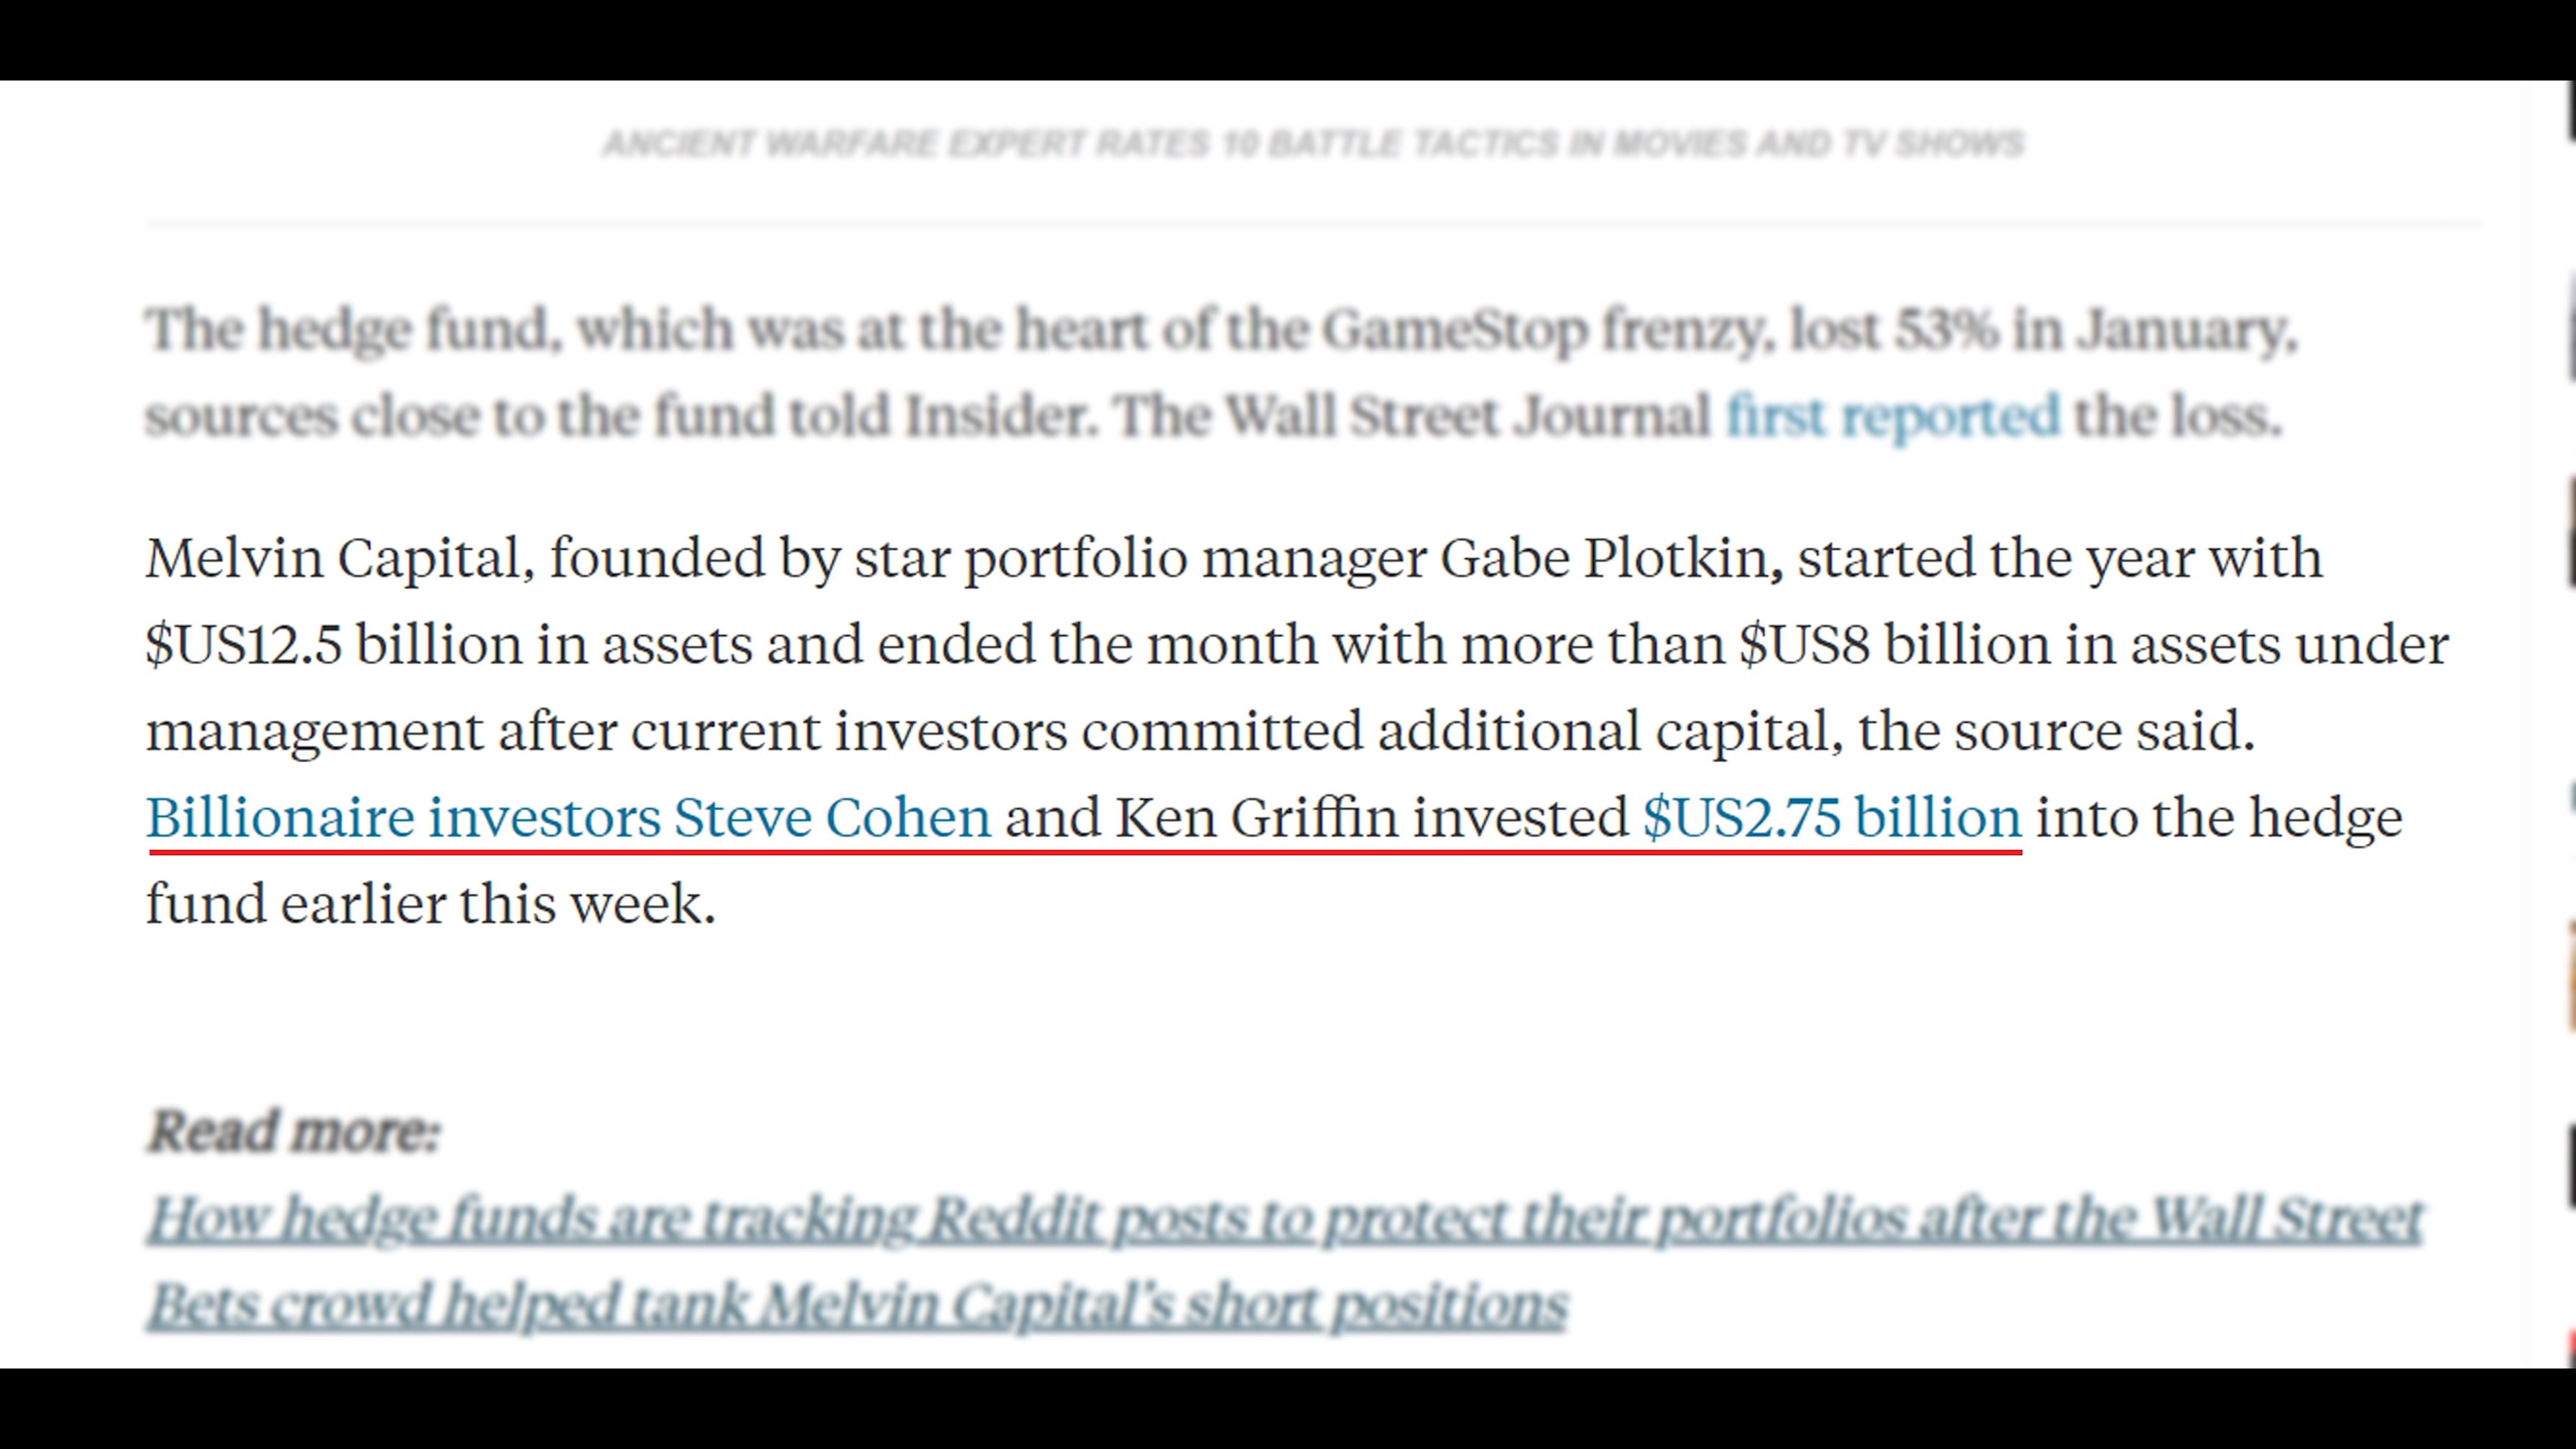 ANCIENT WARFARE EXPERT RATES 10 BATTLE TACTICS IN MOVIES AND TV SHOWS
The hedge fund, which was at the heart of the GameStop frenzy, lost 53% in January,
sources close to the fund told Insider. The Wall Street Journal first reported the loss.
Melvin Capital, founded by star portfolio manager Gabe Plotkin, started the year with
$US12.5 billion in assets and ended the month with more than $US8 billion in assets under
management after current investors committed additional capital, the source said.
Billionaire investors Steve Cohen and Ken Griffin invested $US2.75 billion into the hedge
fund earlier this week.
Read more:
How hedge funds are tracking Reddit posts to protect their portfolios after the Wall Street
Bets crowd helped tank Melvin Capital’s short positions